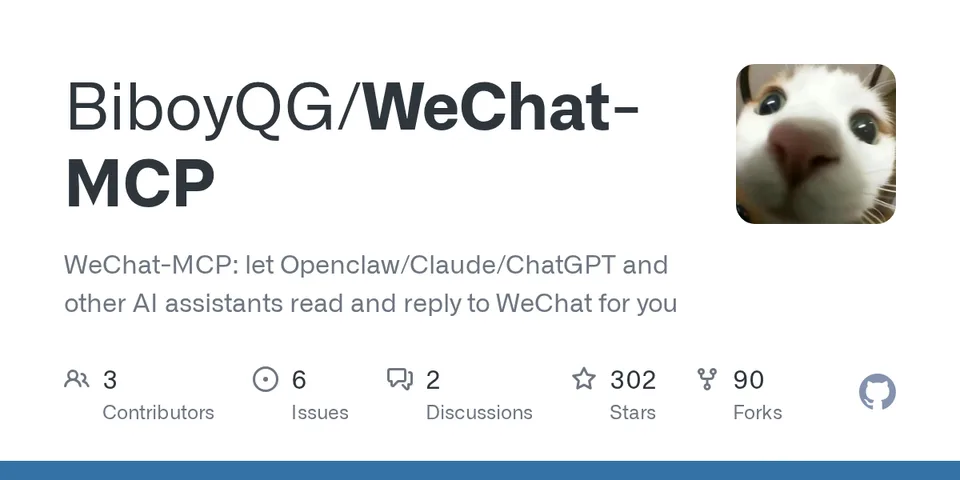 BiboyQG/WeChat-
MCP
WeChat-MCP: let Openclaw/Claude/ChatGPT and
other AI assistants read and reply to WeChat for you
3
Contributors
6
Issues
2
Discussions
302
Stars
90
Forks